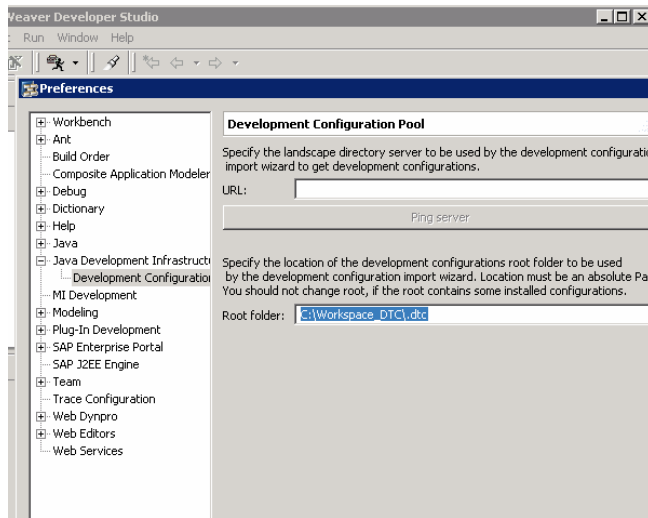 Weaver Developer Studio
Run Window Help
Preferences
Workbench
Ant
Build Order
Composite Application Modeler
Debug
Dictionary
Help
Java
Java Development Infrastructu
Development Configuration
MI Development
Modeling
Plug-In Development
SAP Enterprise Portal
SAP J2EE Engine
Team
Trace Configuration
Web Dynpro
Web Editors
Web Services
Development Configuration Pool
Specify the landscape directory server to be used by the development configuratio
import wizard to get development configurations.
URL:
Ping server
Specify the location of the development configurations root folder to be used
by the development configuration import wizard. Location must be an absolute Pa
You should not change root, if the root contains some installed configurations.
Root folder: C:\Workspace_DTC\.dtc